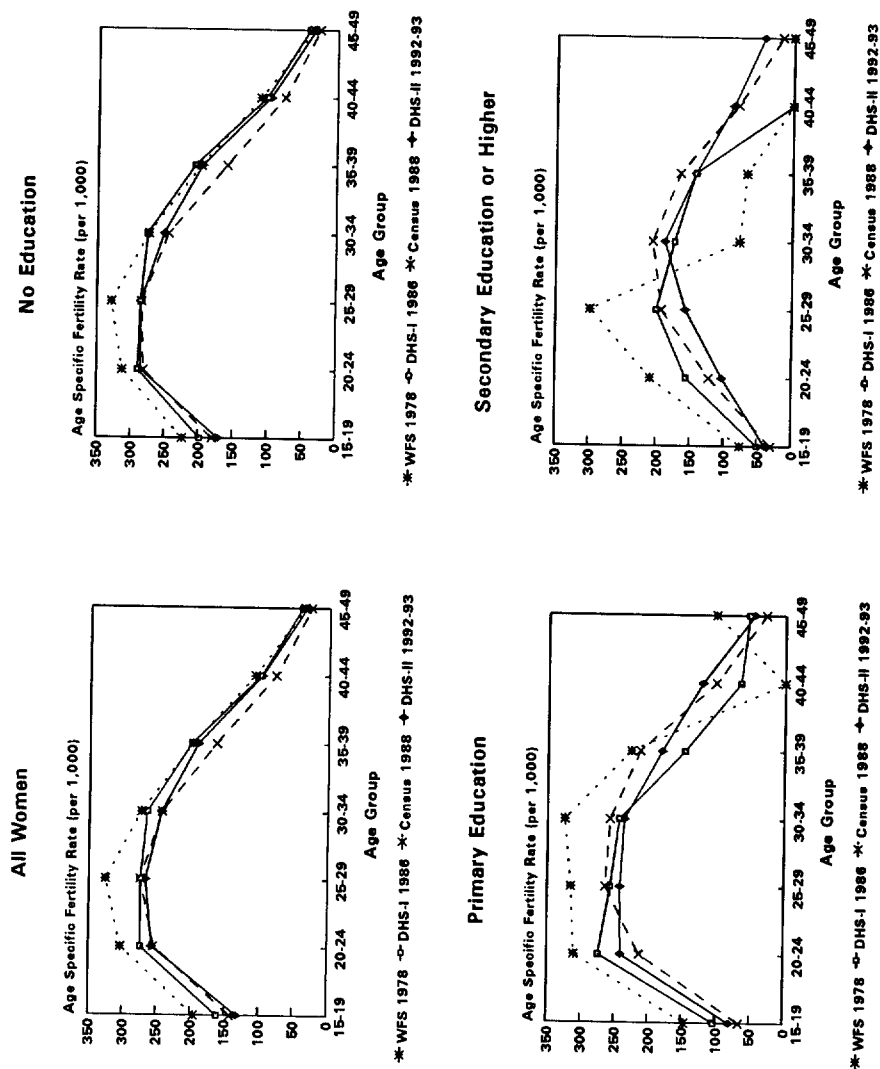 All Women
Age Specific Fertility Rate (per 1,000)
350
300
250
200
150
100
50
0
15-19 20-24 25-29 30-34 35-39 40-44 45-49
Age Group
WFS 1978 DHS-I 1986 Census 1988 DHS-II 1992-93
No Education
Age Specific Fertility Rate (per 1,000)
350
300
250
200
150
100
50
0
15-19 20-24 25-29 30-34 35-39 40-44 45-49
Age Group
WFS 1978 DHS-I 1986 Census 1988 DHS-II 1992-93
Primary Education
Age Specific Fertility Rate (per 1,000)
350
300
250
200
150
100
50
0
15-19 20-24 25-29 30-34 35-39 40-44 45-49
Age Group
WFS 1978 DHS-I 1986 Census 1988 DHS-II 1992-93
Secondary Education or Higher
Age Specific Fertility Rate (per 1,000)
350
300
250
200
150
100
50
0
15-19 20-24 25-29 30-34 35-39 40-44 45-49
Age Group
WFS 1978 DHS-I 1986 Census 1988 DHS-II 1992-93